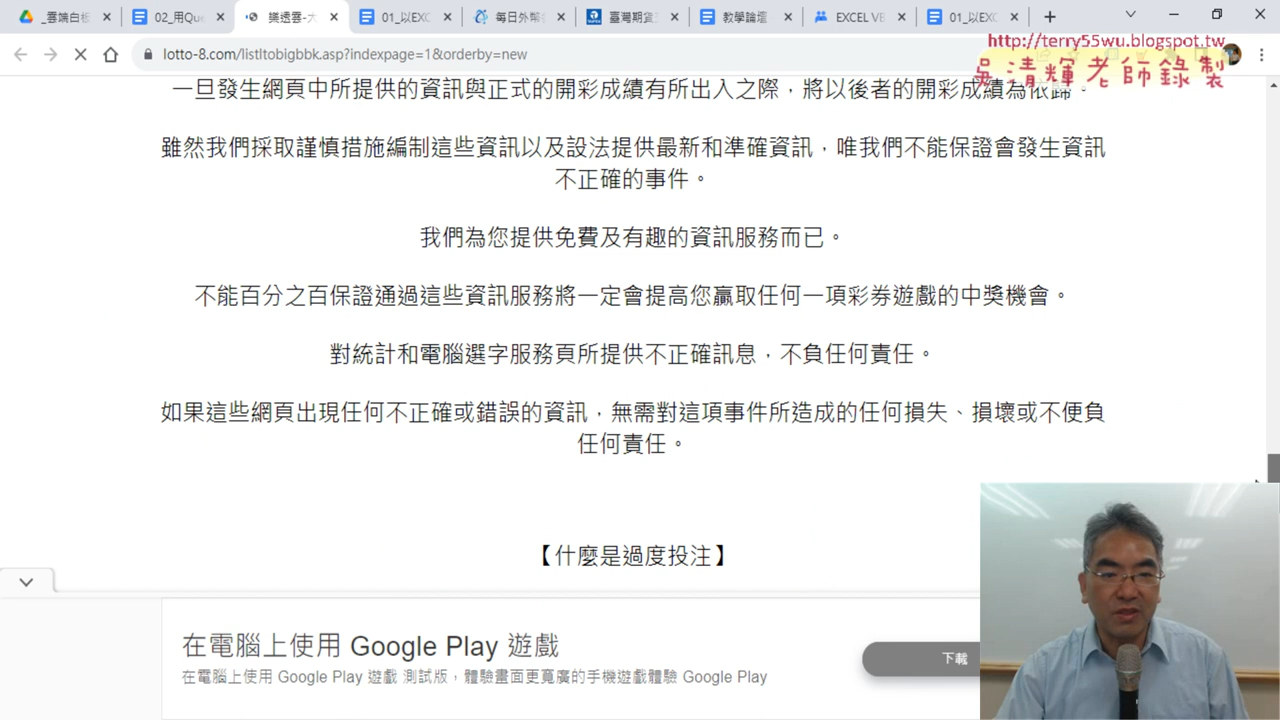 _雲端白板
02_用Que
樂透雲-大
01_以EXC
每日外幣
臺灣期貨
教學論壇
EXCEL VB
01_以EXC
lotto-8.com/listltobigbbk.asp?indexpage=1&orderby=new
http://terry55wu.blogspot.tw
吳清輝老師錄製
一旦發生網頁中所提供的資訊與正式的開彩成績有所出入之際，將以後者的開彩成績為依歸。
雖然我們採取謹慎措施編制這些資訊以及設法提供最新和準確資訊，唯我們不能保證會發生資訊
不正確的事件。
我們為您提供免費及有趣的資訊服務而已。
不能百分之百保證通過這些資訊服務將一定會提高您贏取任何一項彩券遊戲的中獎機會。
對統計和電腦選字服務頁所提供不正確訊息，不負任何責任。
如果這些網頁出現任何不正確或錯誤的資訊，無需對這項事件所造成的任何損失、損壞或不便負
任何責任。
【什麼是過度投注】
在電腦上使用 Google Play 遊戲
在電腦上使用 Google Play 遊戲 測試版，體驗畫面更寬廣的手機遊戲體驗 Google Play
下載